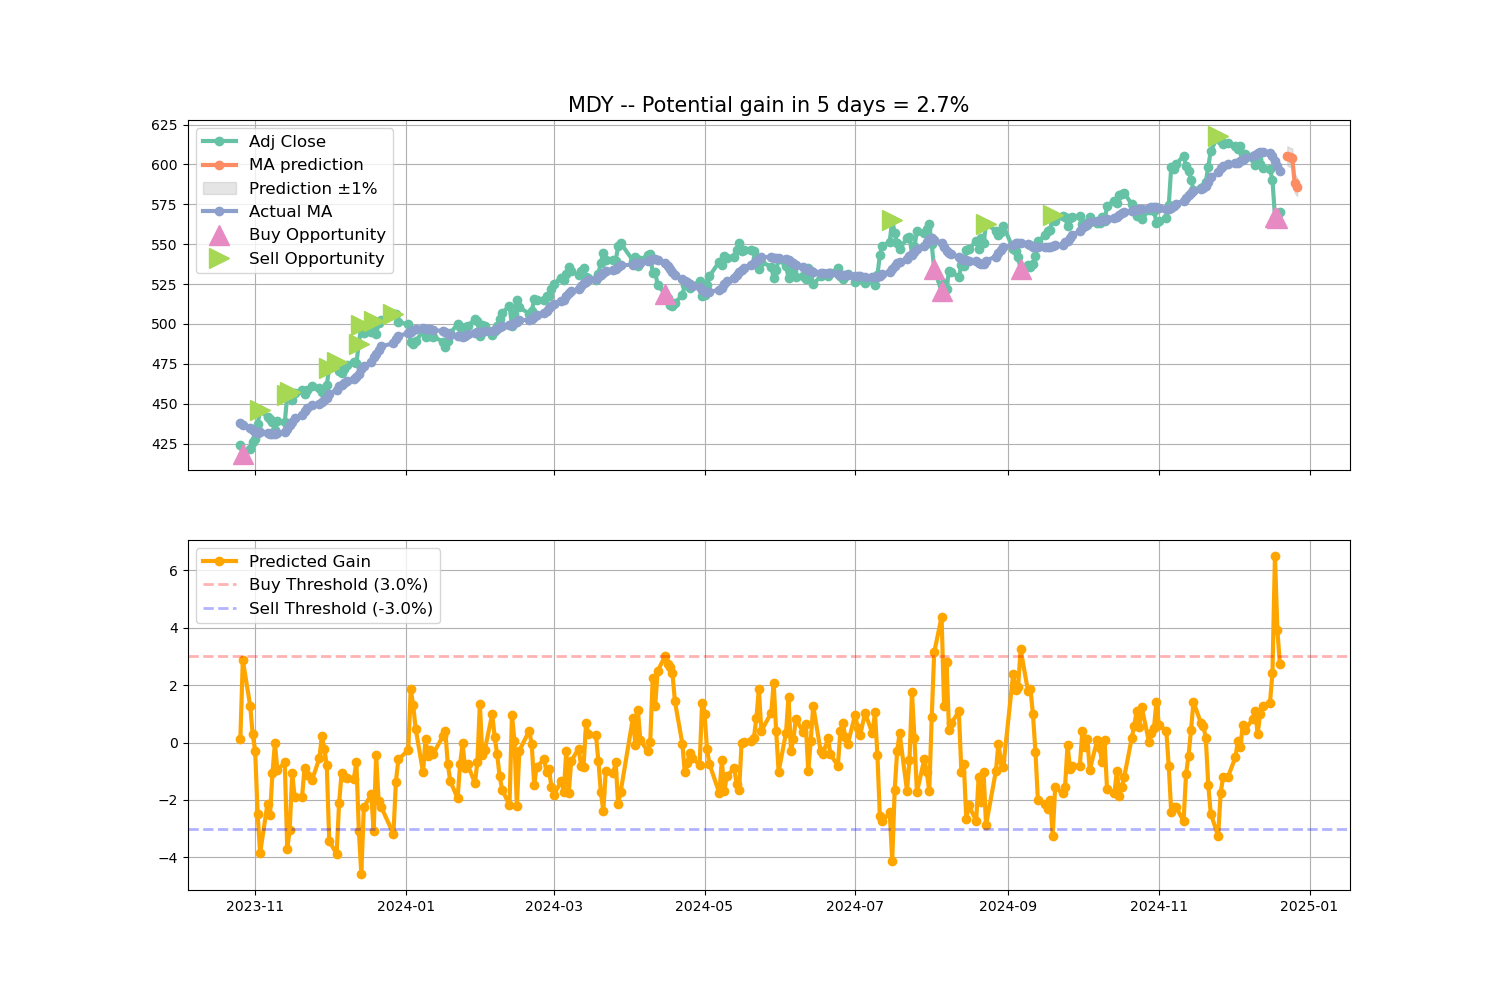 MDY -- Potential gain in 5 days = 2.7%
625
600
575
550
525
500
475
450
425
Adj Close
MA prediction
Prediction ±1%
Actual MA
Buy Opportunity
Sell Opportunity
6
4
2
0
−2
−4
Predicted Gain
Buy Threshold (3.0%)
Sell Threshold (-3.0%)
2023-11
2024-01
2024-03
2024-05
2024-07
2024-09
2024-11
2025-01